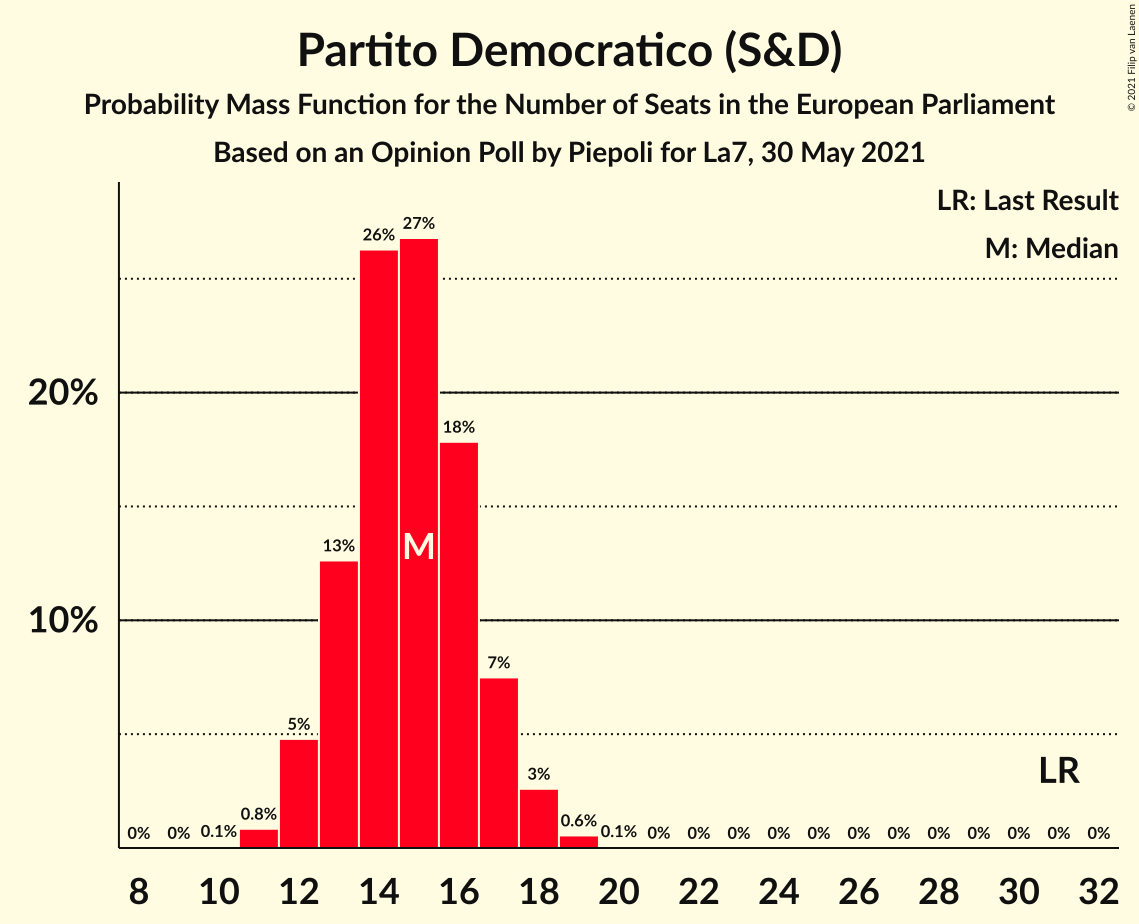 Partito Democratico (S&D)
Probability Mass Function for the Number of Seats in the European Parliament
Based on an Opinion Poll by Piepoli for La7, 30 May 2021
© 2021 Filip van Laenen
LR: Last Result
M: Median
20%
10%
0% 0% 0.1% 0.8% 5% 13% 26% 27% 18% 7% 3% 0.6% 0.1% 0% 0% 0% 0% 0% 0% 0% 0% 0% 0% 0% 0%
M
LR
8 10 12 14 16 18 20 22 24 26 28 30 32